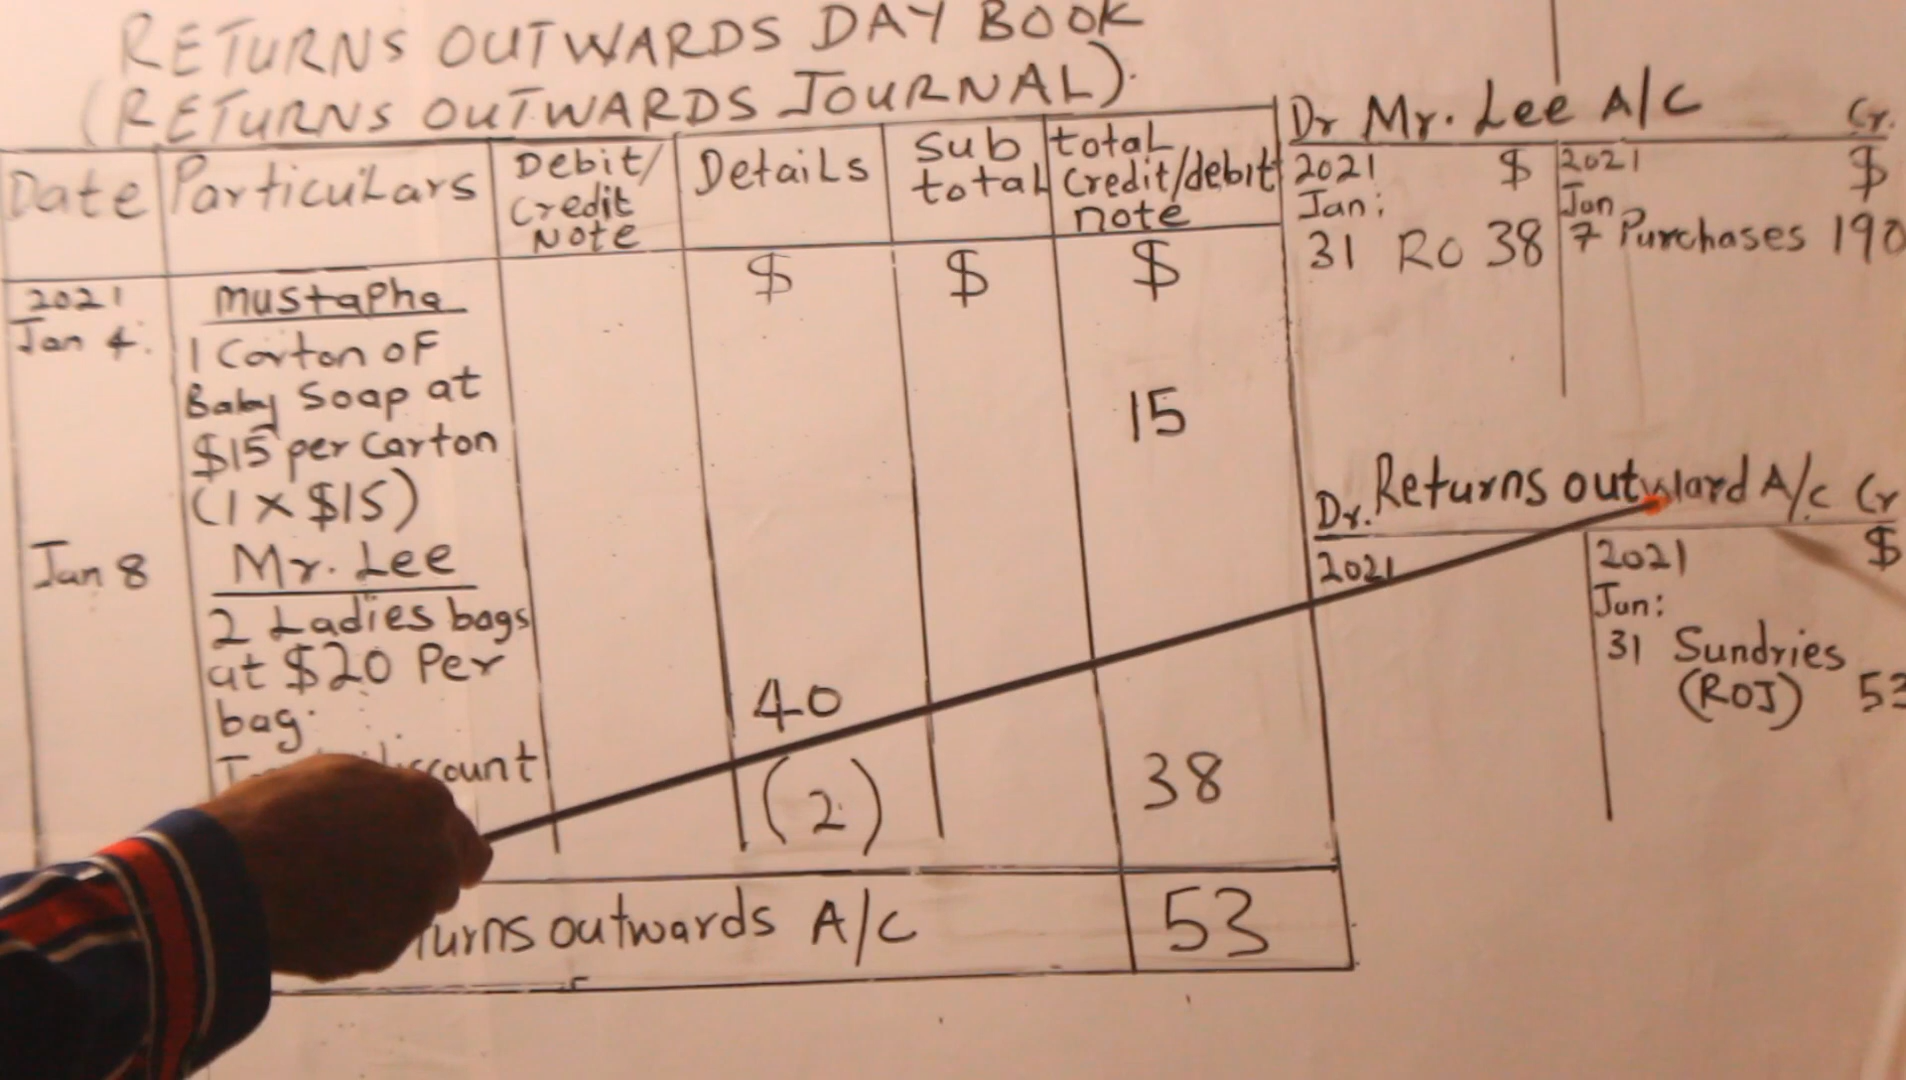 RETURNS OUTWARDS DAY BOOK
(RETURNS OUTWARDS JOURNAL).
Date
Particulars
Debit/
Credit
Note
Details
Sub
total
total
Credit/debit
note
$ $ $
2021
Jan 4.
Mustapha
1 Carton of
Baby Soap at
$15 per carton
(1 x $15)
15
Jan 8
Mr. Lee
2 Ladies bags
at $20 Per
bag.
40
(2)
38
outwards A/C
53
Dr Mr. Lee A/C Cr.
2021 $
Jan:
31 RO 38
2021 $
Jan
7 Purchases 190
Dr. Returns outward A/c Cr
2021
2021 $
Jan:
31 Sundries
(ROJ) 53